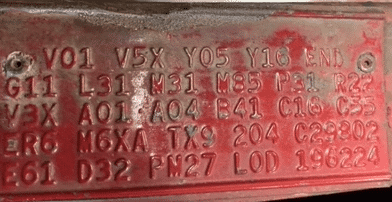 V01 V5X Y05 Y16 END
G11 L31 M31 M85 P31 R22
V3X A01 A04 B41 C16 C55
ER6 M6XA TX9 204 C29802
E61 D32 PM27 LOD 196224